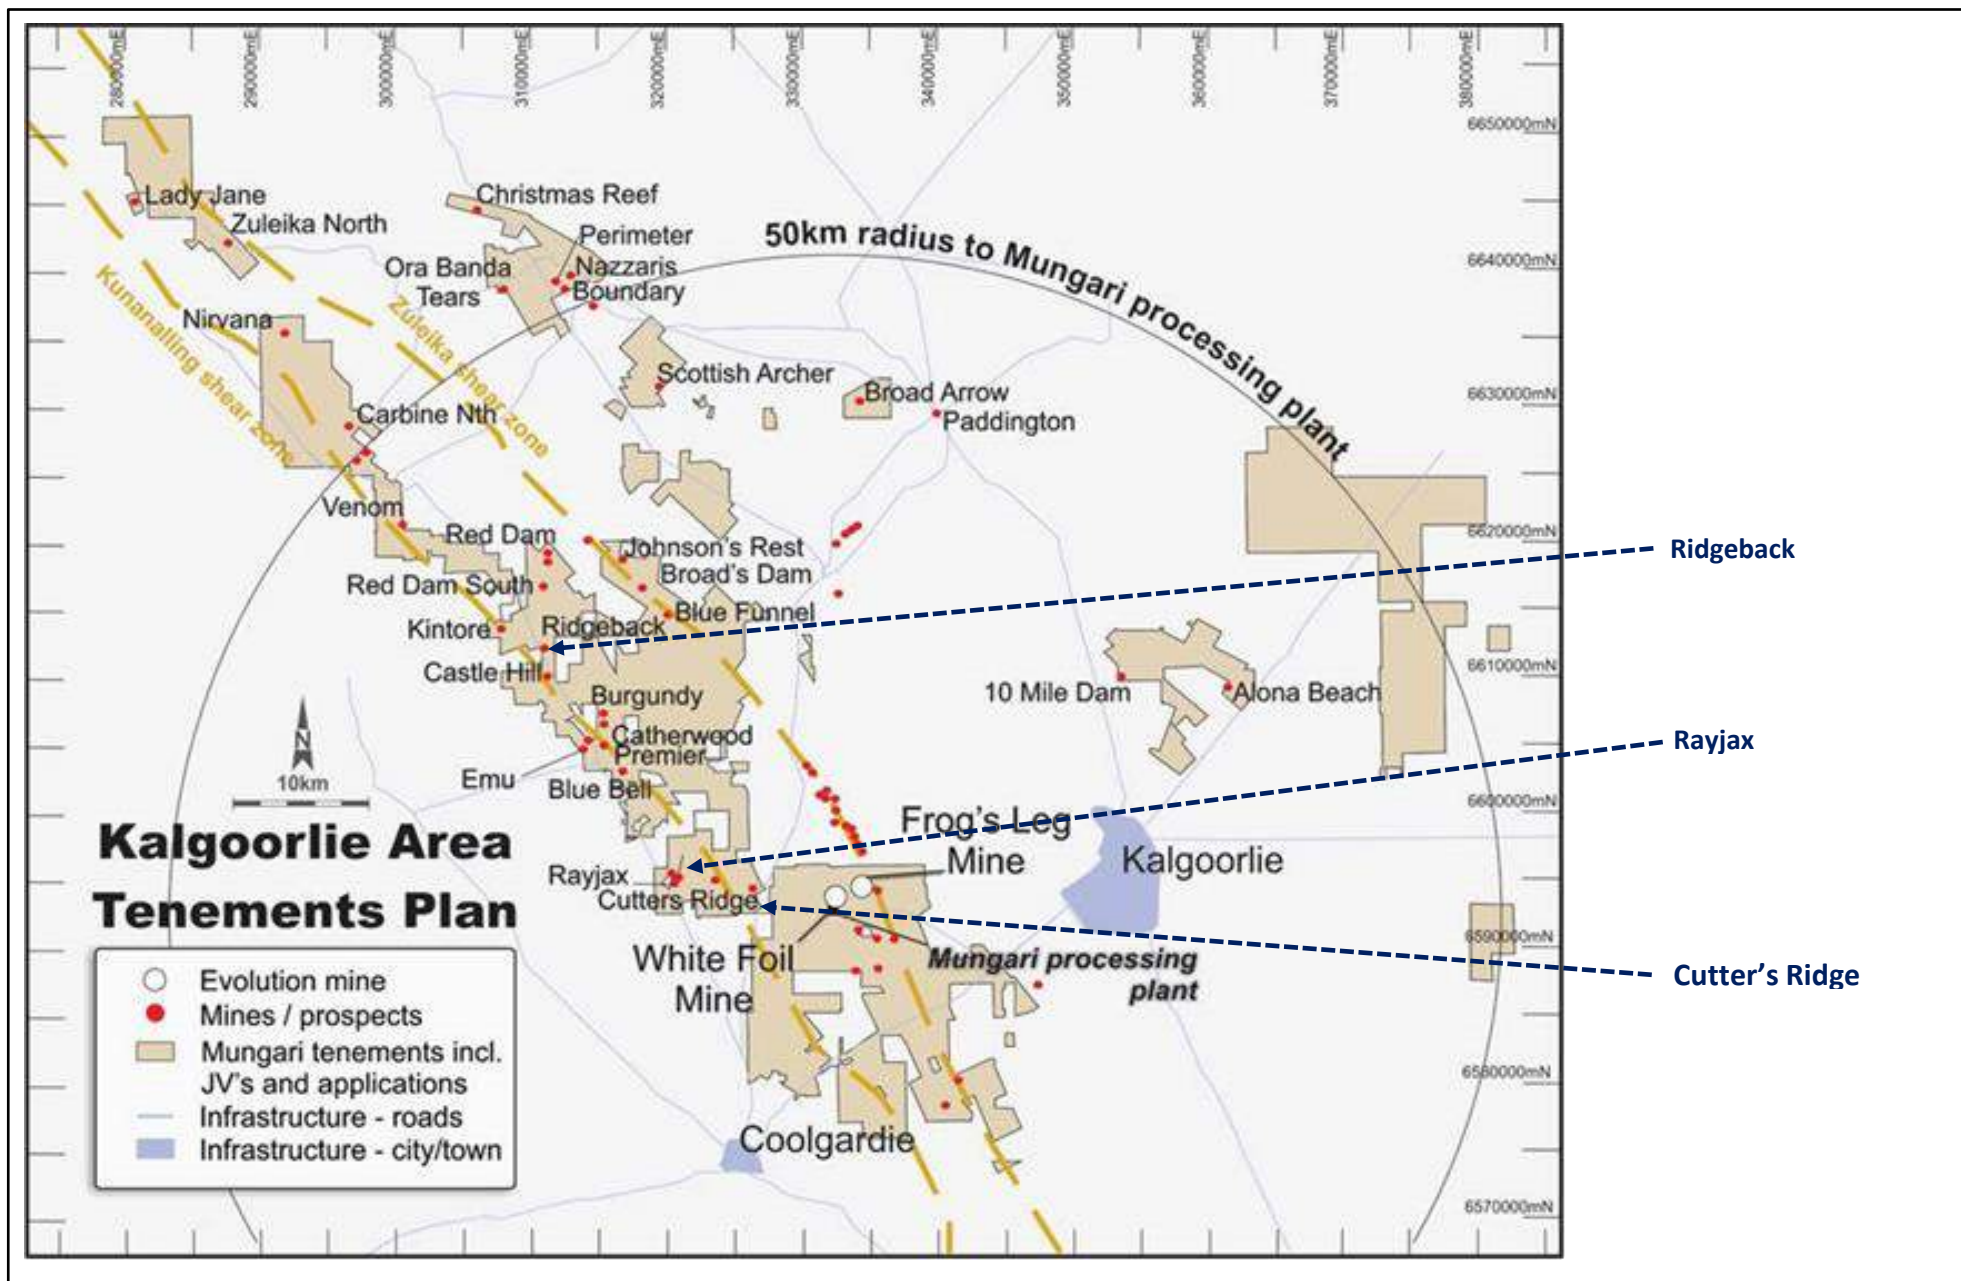 280000mE
290000mE
300000mE
310000mE
320000mE
330000mE
340000mE
350000mE
360000mE
370000mE
380000mE
6650000mN
6640000mN
6630000mN
6620000mN
6610000mN
6600000mN
6590000mN
6580000mN
6570000mN
Lady Jane
Zuleika North
Christmas Reef
Perimeter
Ora Banda
Tears
Nazzaris
Boundary
50km radius to Mungari processing plant
Kunanalling shear zone
Zuleika shear zone
Nirvana
Scottish Archer
Broad Arrow
Paddington
Carbine Nth
Venom
Red Dam
Johnson's Rest
Broad's Dam
Red Dam South
Blue Funnel
Kintore
Ridgeback
Castle Hill
Burgundy
Catherwood
Premier
Emu
Blue Bell
10 Mile Dam
Alona Beach
Ridgeback
Rayjax
Cutter’s Ridge
N
10km
Frog's Leg
Mine
Kalgoorlie
Rayjax
Cutters Ridge
White Foil
Mine
Mungari processing
plant
Coolgardie
Kalgoorlie Area
Tenements Plan
Evolution mine
Mines / prospects
Mungari tenements incl.
JV's and applications
Infrastructure - roads
Infrastructure - city/town